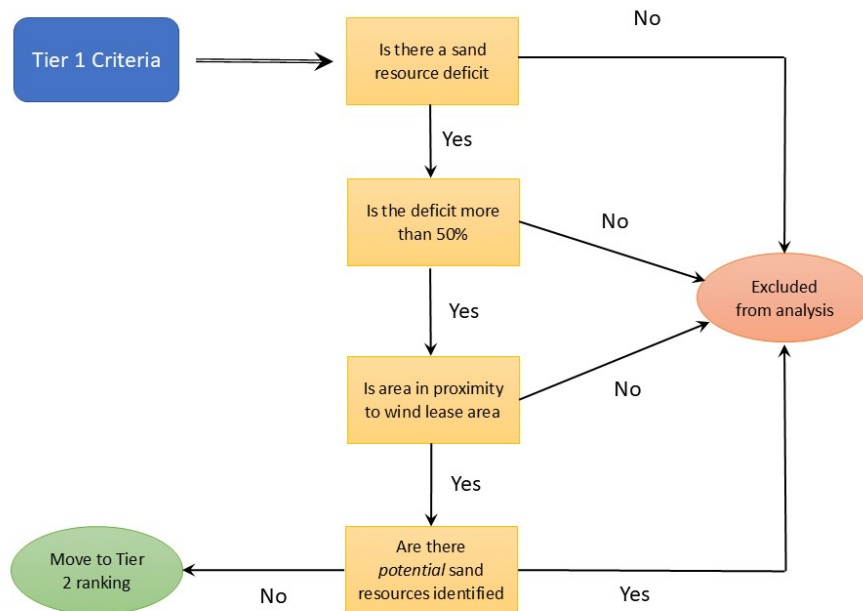 No
Tier 1 Criteria
Is there a sand
resource deficit
Yes
Is the deficit more
than 50%
No
Excluded
from analysis
Yes
Is area in proximity
to wind lease area
No
Yes
Move to Tier
2 ranking
Are there
potential sand
resources identified
No
Yes